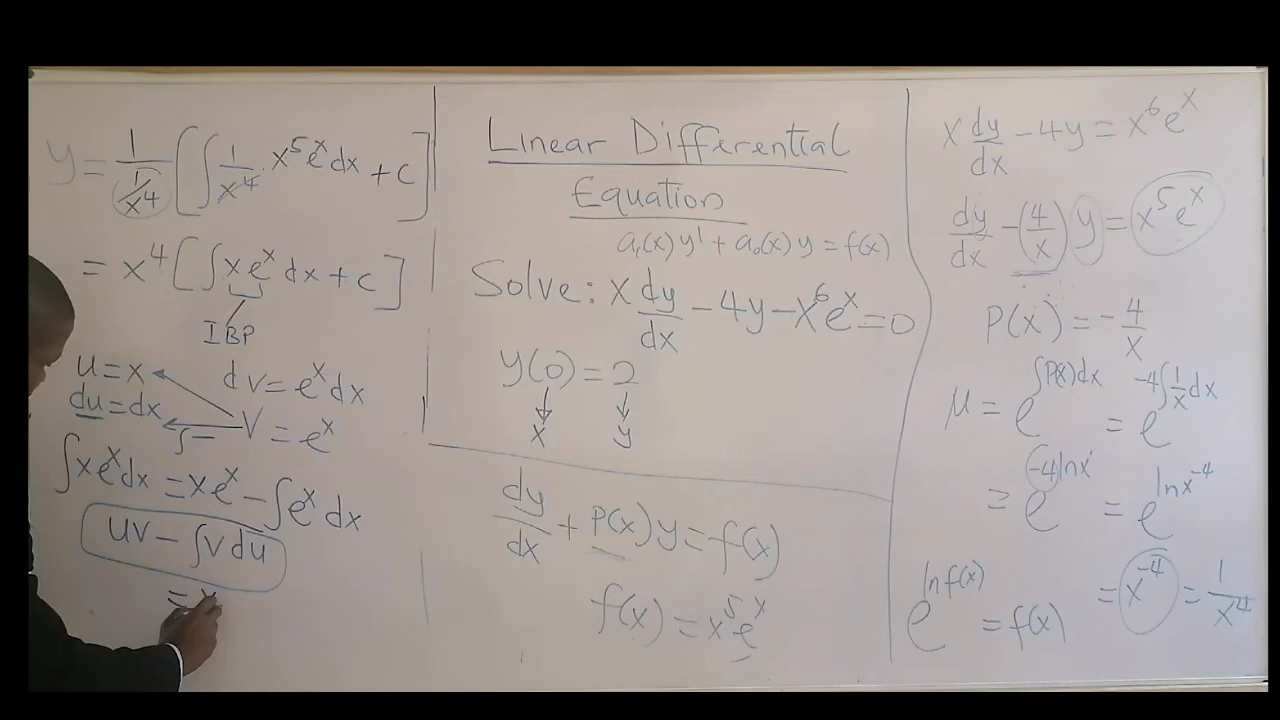 y = 1/(1/x⁴) [∫ 1/x⁴ · x⁵eˣ dx + c]
= x⁴ [∫ x eˣ dx + c]
IBP
u = x dv = eˣ dx
du = dx ∫— V = eˣ
∫xeˣdx = xeˣ − ∫eˣ dx
uv − ∫v du
= x
Linear Differential
Equation
a₁(x) y' + a₀(x) y = f(x)
Solve: x dy/dx − 4y − x⁶eˣ = 0
y(0) = 2
x y
dy/dx + P(x) y = f(x)
f(x) = x⁵eˣ
x dy/dx − 4y = x⁶eˣ
dy/dx − (4/x) y = x⁵eˣ
P(x) = − 4/x
μ = e^∫P(x)dx = e^−4∫1/x dx
= e^−4lnx = e^lnx⁻⁴
= x⁻⁴ = 1/x⁴
e^lnf(x) = f(x)